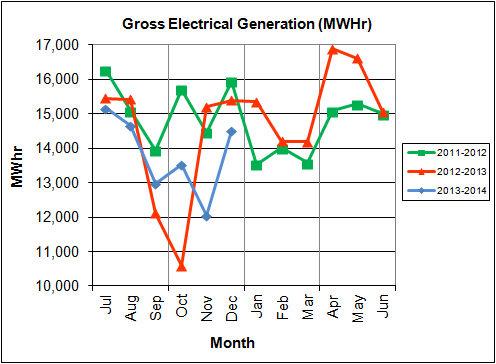 Gross Electrical Generation (MWHr)
17,000
16,000
15,000
14,000
13,000
12,000
11,000
10,000
MWhr
Jul
Aug
Sep
Oct
Nov
Dec
Jan
Feb
Mar
Apr
May
Jun
Month
2011-2012
2012-2013
2013-2014